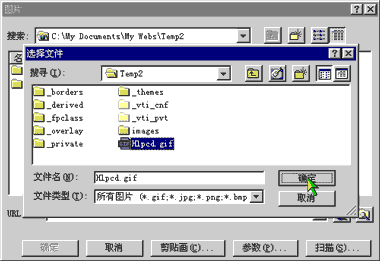 图片
搜索: C:\My Documents\My Webs\Temp2
选择文件
搜寻(I): Temp2
_borders _themes
_derived _vti_cnf
_fpclass _vti_pvt
_overlay images
_private Hlpcd.gif
文件名(N): Hlpcd.gif 确定
文件类型(T): 所有图片 (*.gif;*.jpg;*.png;*.bmp 取消
URL
确定 取消 剪贴画(C)... 参数(P)... 扫描(S)...